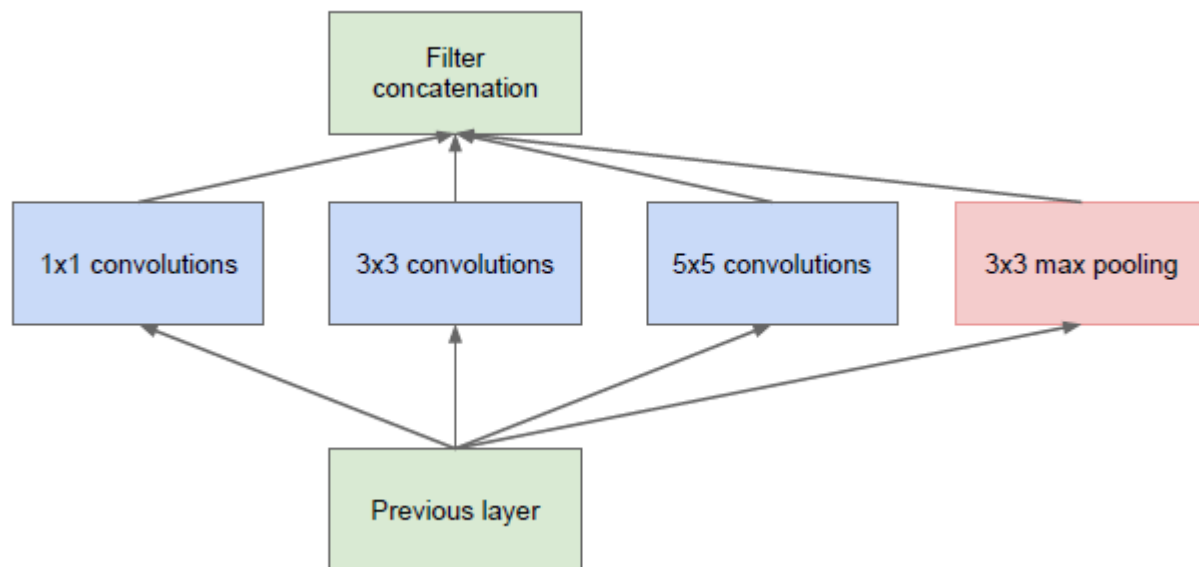 Filter
concatenation
1x1 convolutions
3x3 convolutions
5x5 convolutions
3x3 max pooling
Previous layer